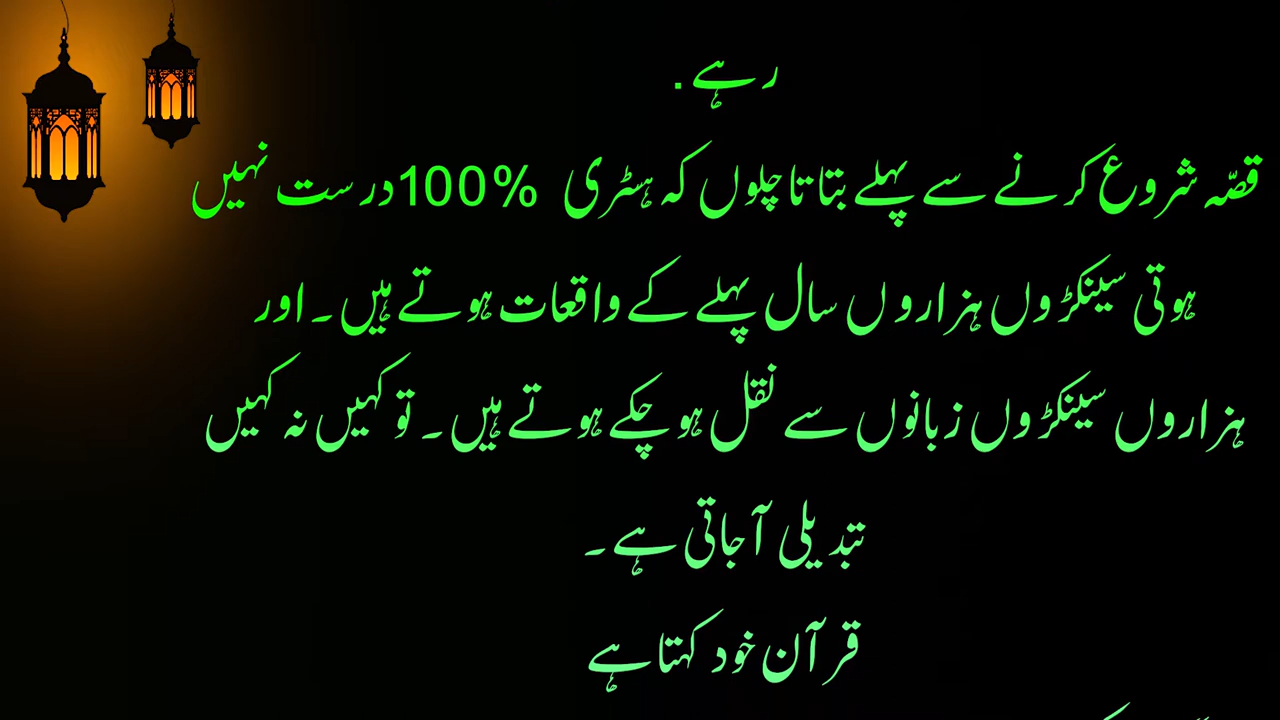 رہے .
قصّہ شروع کرنے سے پہلے بتاتا چلوں کہ ہسٹری %100 درست نہیں
ہوتی سینکڑوں ہزاروں سال پہلے کے واقعات ہوتے ہیں۔ اور
ہزاروں سینکڑوں زبانوں سے نقل ہو چکے ہوتے ہیں۔ تو کہیں نہ کہیں
تبدیلی آجاتی ہے۔
قرآن خود کہتا ہے